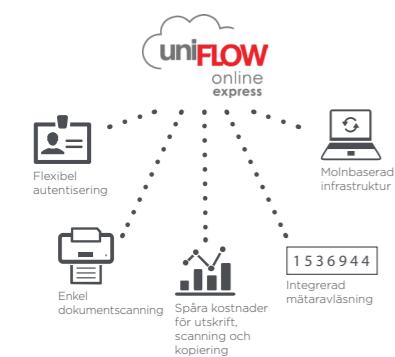 uniFLOW
online
express
Flexibel
autentisering
Molnbaserad
infrastruktur
Enkel
dokumentscanning
Spåra kostnader
för utskrift,
scanning och
kopiering
1536944
Integrerad
mätaravläsning